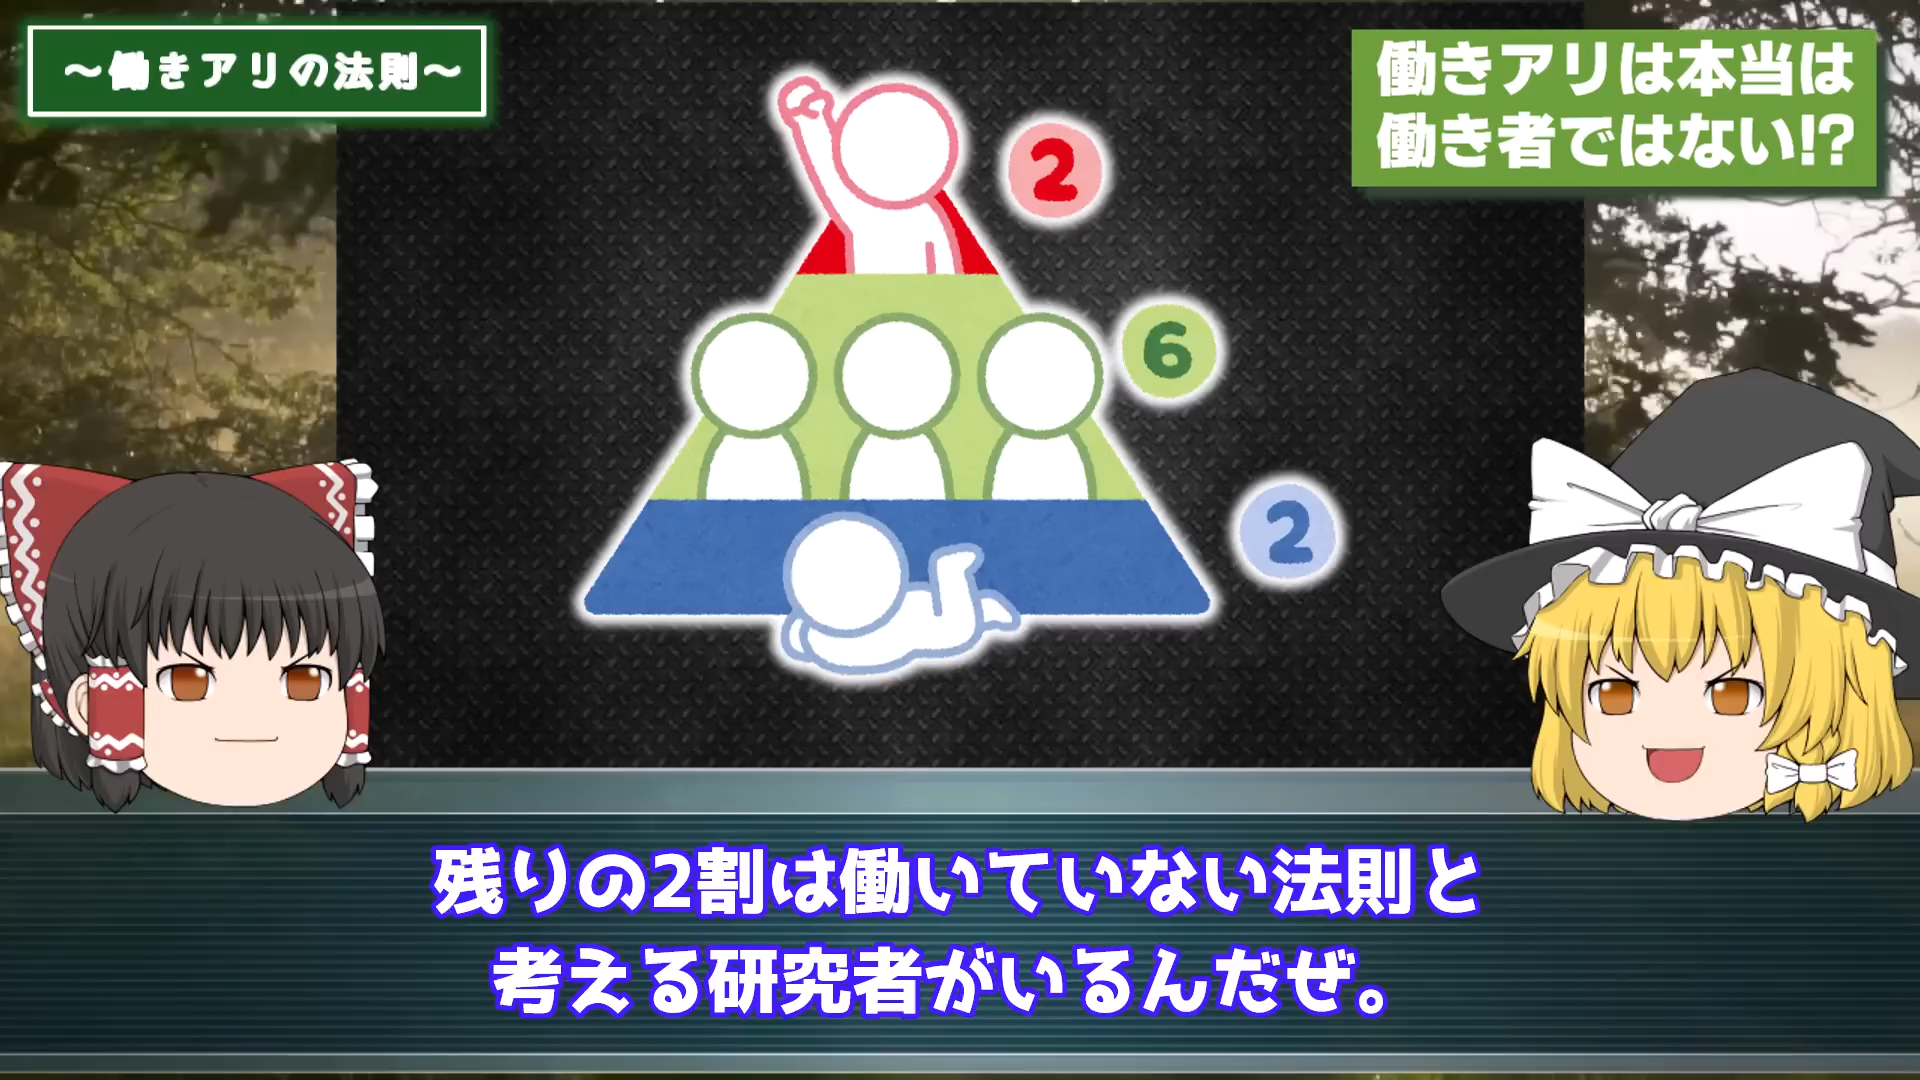 ～働きアリの法則～
働きアリは本当は
働き者ではない!?
2
6
2
残りの2割は働いていない法則と
考える研究者がいるんだぜ。